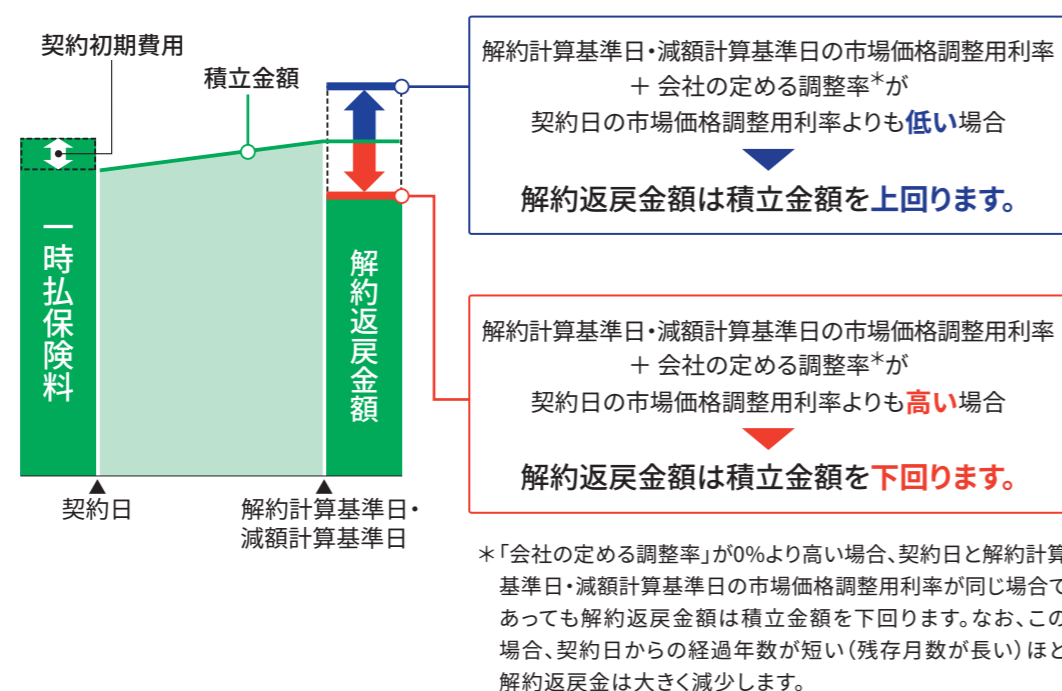 契約初期費用
積立金額
一時払保険料
解約返戻金額
契約日
解約計算基準日・
減額計算基準日
解約計算基準日・減額計算基準日の市場価格調整用利率
＋ 会社の定める調整率＊が
契約日の市場価格調整用利率よりも低い場合
解約返戻金額は積立金額を上回ります。
解約計算基準日・減額計算基準日の市場価格調整用利率
＋ 会社の定める調整率＊が
契約日の市場価格調整用利率よりも高い場合
解約返戻金額は積立金額を下回ります。
＊「会社の定める調整率」が0%より高い場合、契約日と解約計算
基準日・減額計算基準日の市場価格調整用利率が同じ場合で
あっても解約返戻金額は積立金額を下回ります。なお、この
場合、契約日からの経過年数が短い（残存月数が長い）ほど
解約返戻金は大きく減少します。